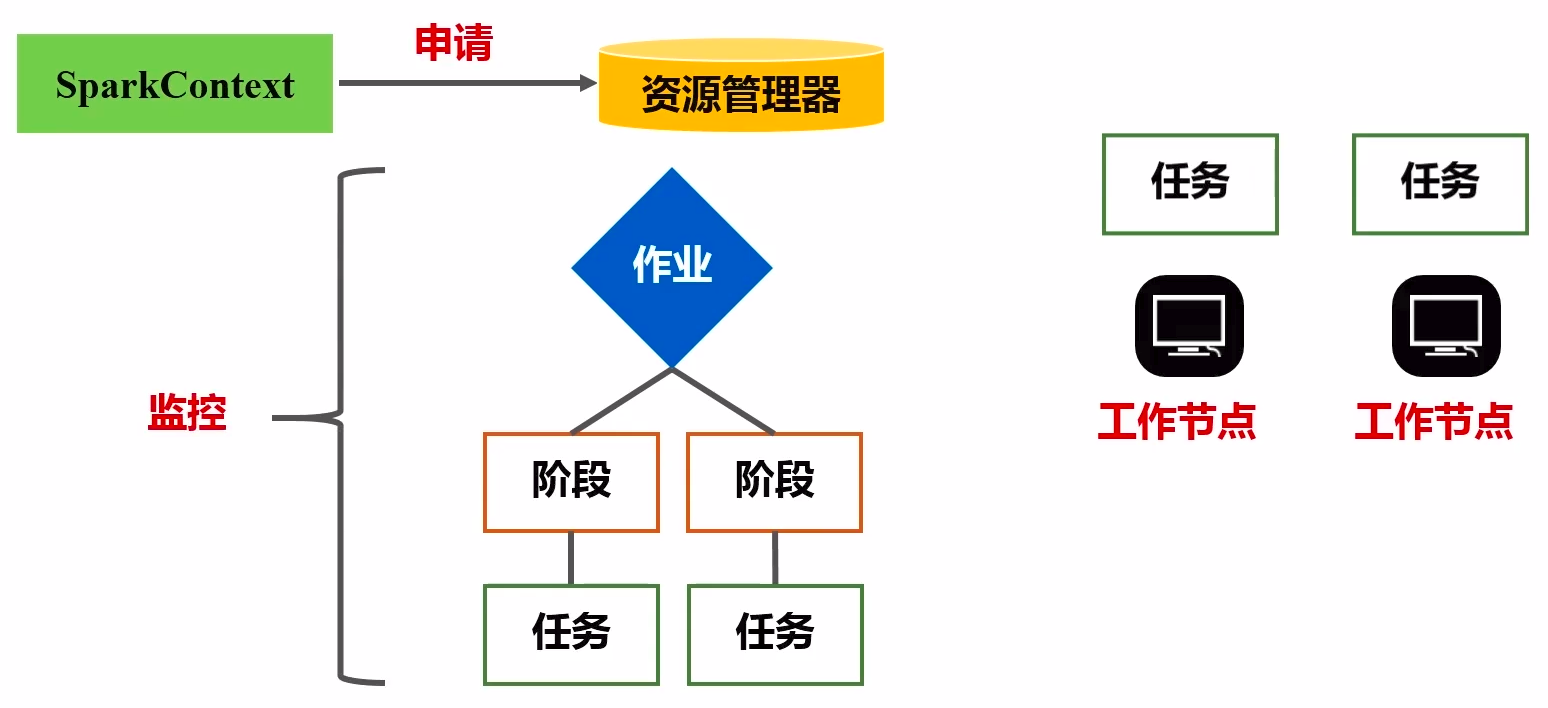 申请
SparkContext
资源管理器
任务
任务
作业
监控
工作节点
工作节点
阶段
阶段
任务
任务